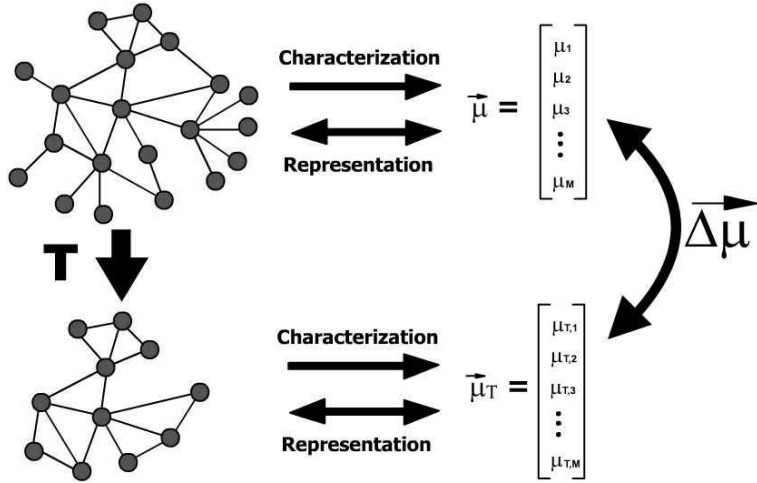 Characterization
Representation
μ⃗ =
μ1
μ2
μ3
⋮
μM
T
Δμ⃗
Characterization
Representation
μ⃗T =
μT,1
μT,2
μT,3
⋮
μT,M